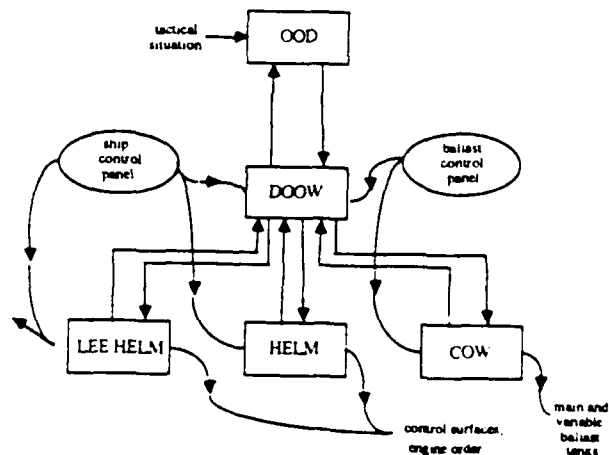 tactical
situation
OOD
ship
control
panel
ballast
control
panel
DOOW
LEE HELM
HELM
COW
control surfaces,
engine order
main and
variable
ballast
tanks